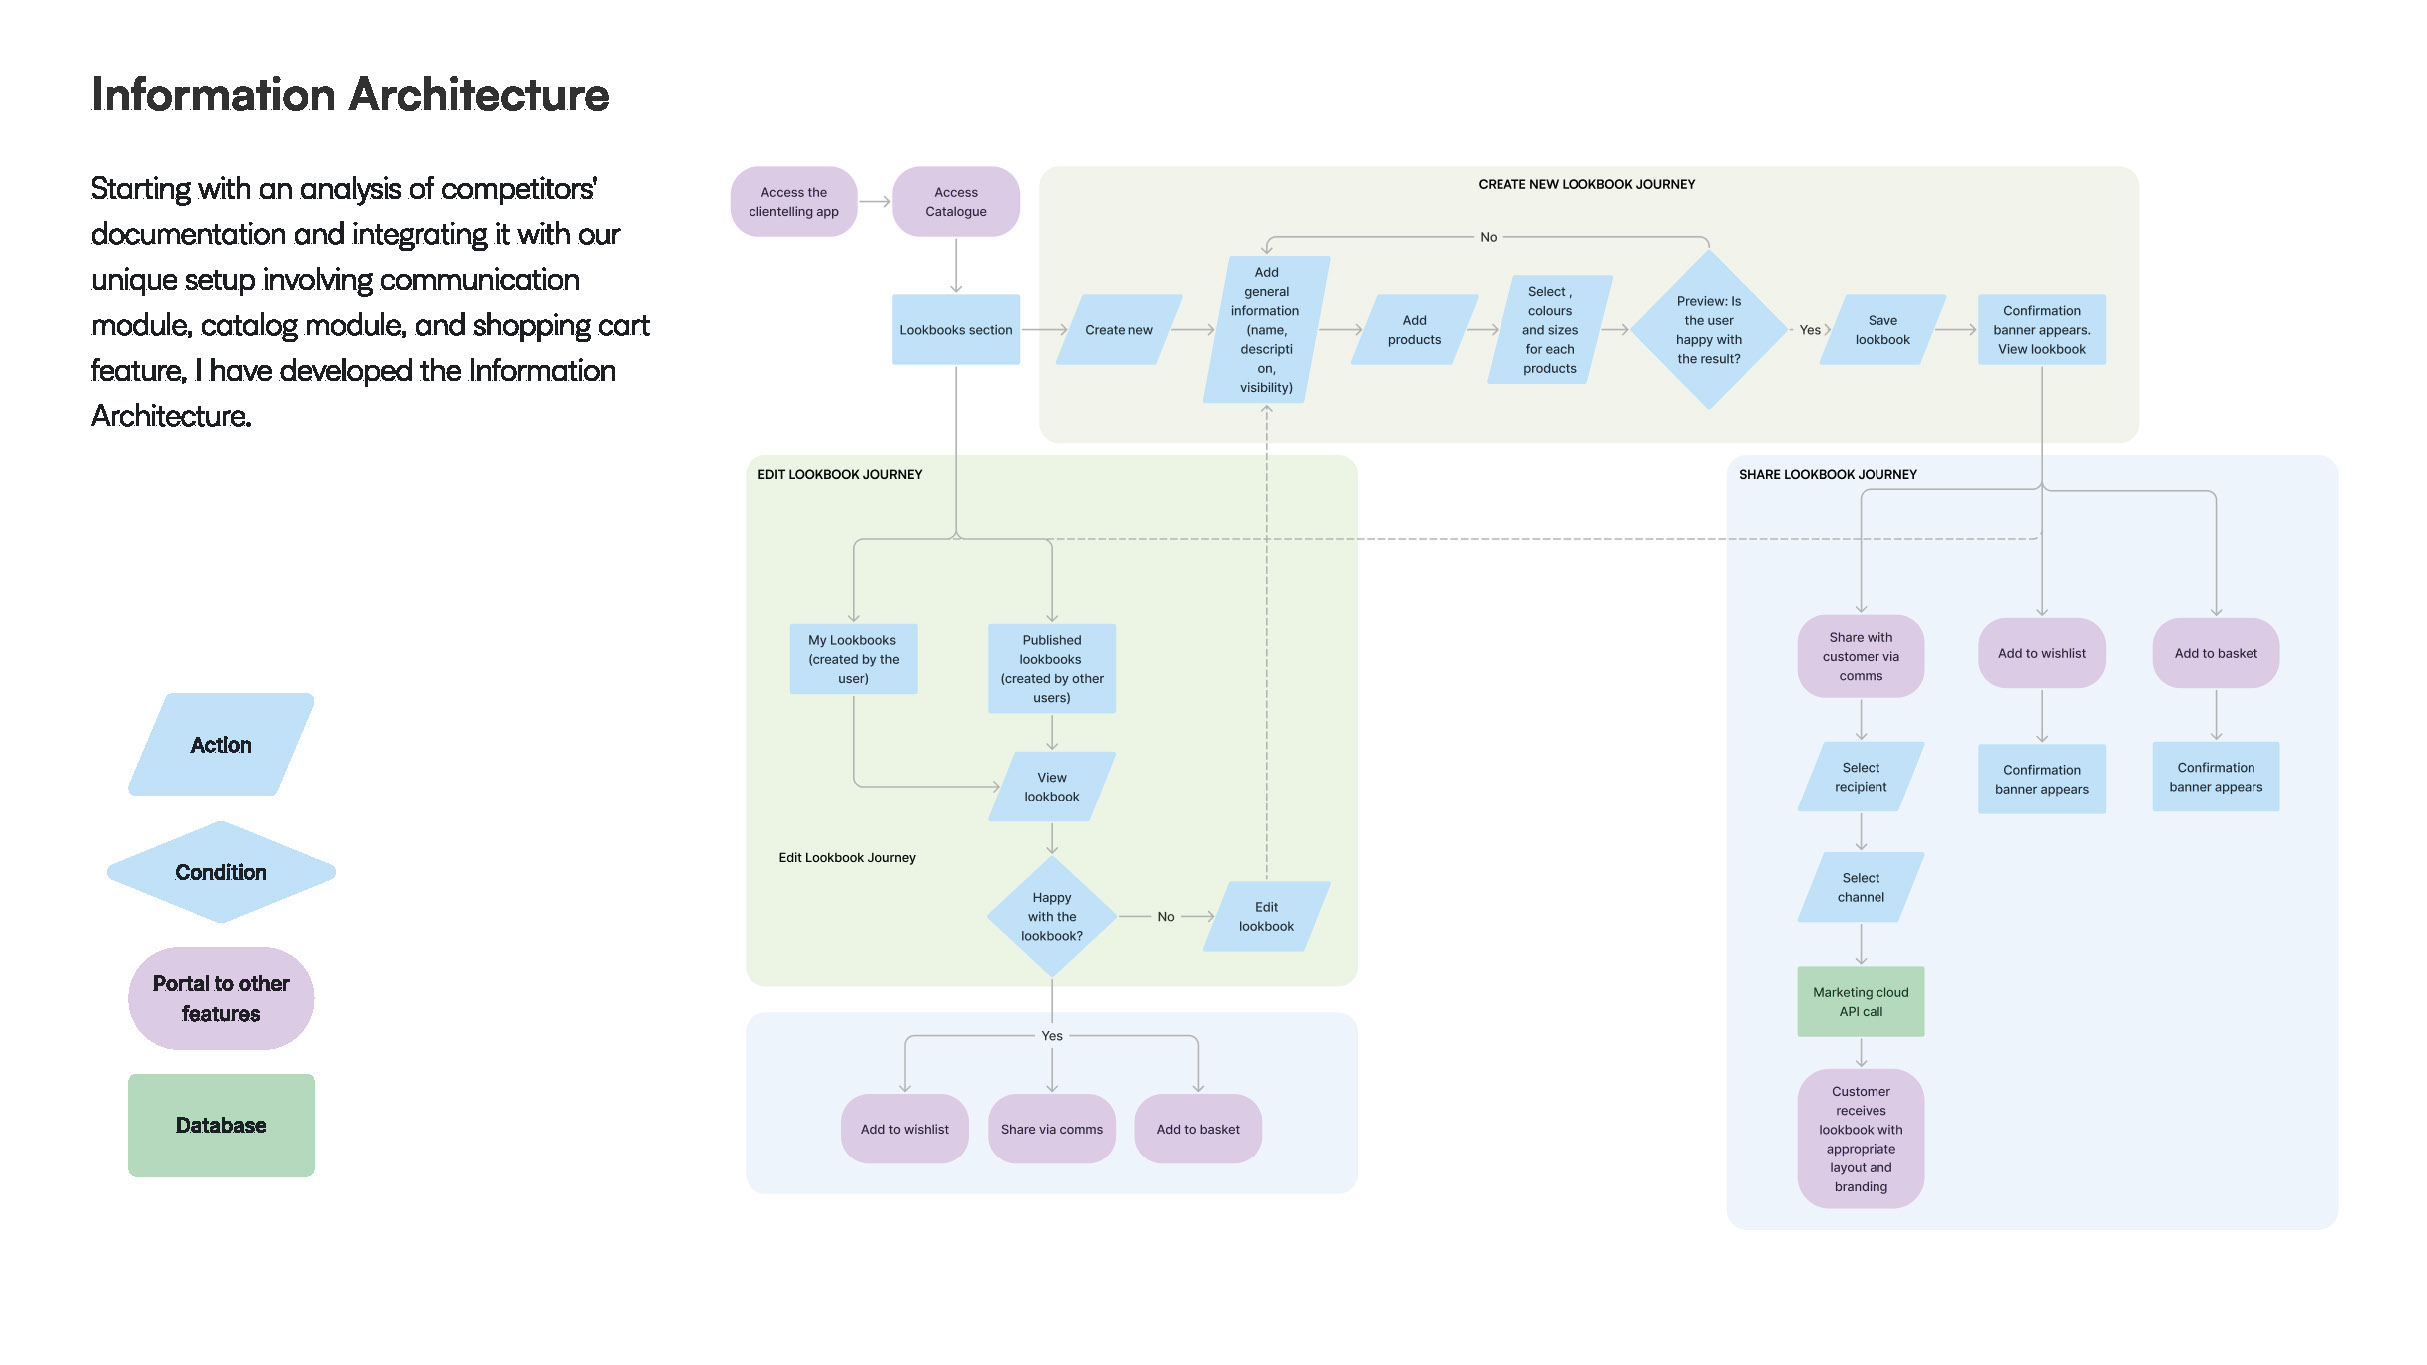 Information Architecture
Starting with an analysis of competitors'
documentation and integrating it with our
unique setup involving communication
module, catalog module, and shopping cart
feature, I have developed the Information
Architecture.
Action
Condition
Portal to other
features
Database
Access the
clientelling app
Access
Catalogue
Lookbooks section
CREATE NEW LOOKBOOK JOURNEY
No
Create new
Add
general
information
(name,
descripti
on,
visibility)
Add
products
Select ,
colours
and sizes
for each
products
Preview: Is
the user
happy with
the result?
Yes
Save
lookbook
Confirmation
banner appears.
View lookbook
EDIT LOOKBOOK JOURNEY
My Lookbooks
(created by the
user)
Published
lookbooks
(created by other
users)
View
lookbook
Edit Lookbook Journey
Happy
with the
lookbook?
No
Edit
lookbook
Yes
Add to wishlist
Share via comms
Add to basket
SHARE LOOKBOOK JOURNEY
Share with
customer via
comms
Add to wishlist
Add to basket
Select
recipient
Confirmation
banner appears
Confirmation
banner appears
Select
channel
Marketing cloud
API call
Customer
receives
lookbook with
appropriate
layout and
branding